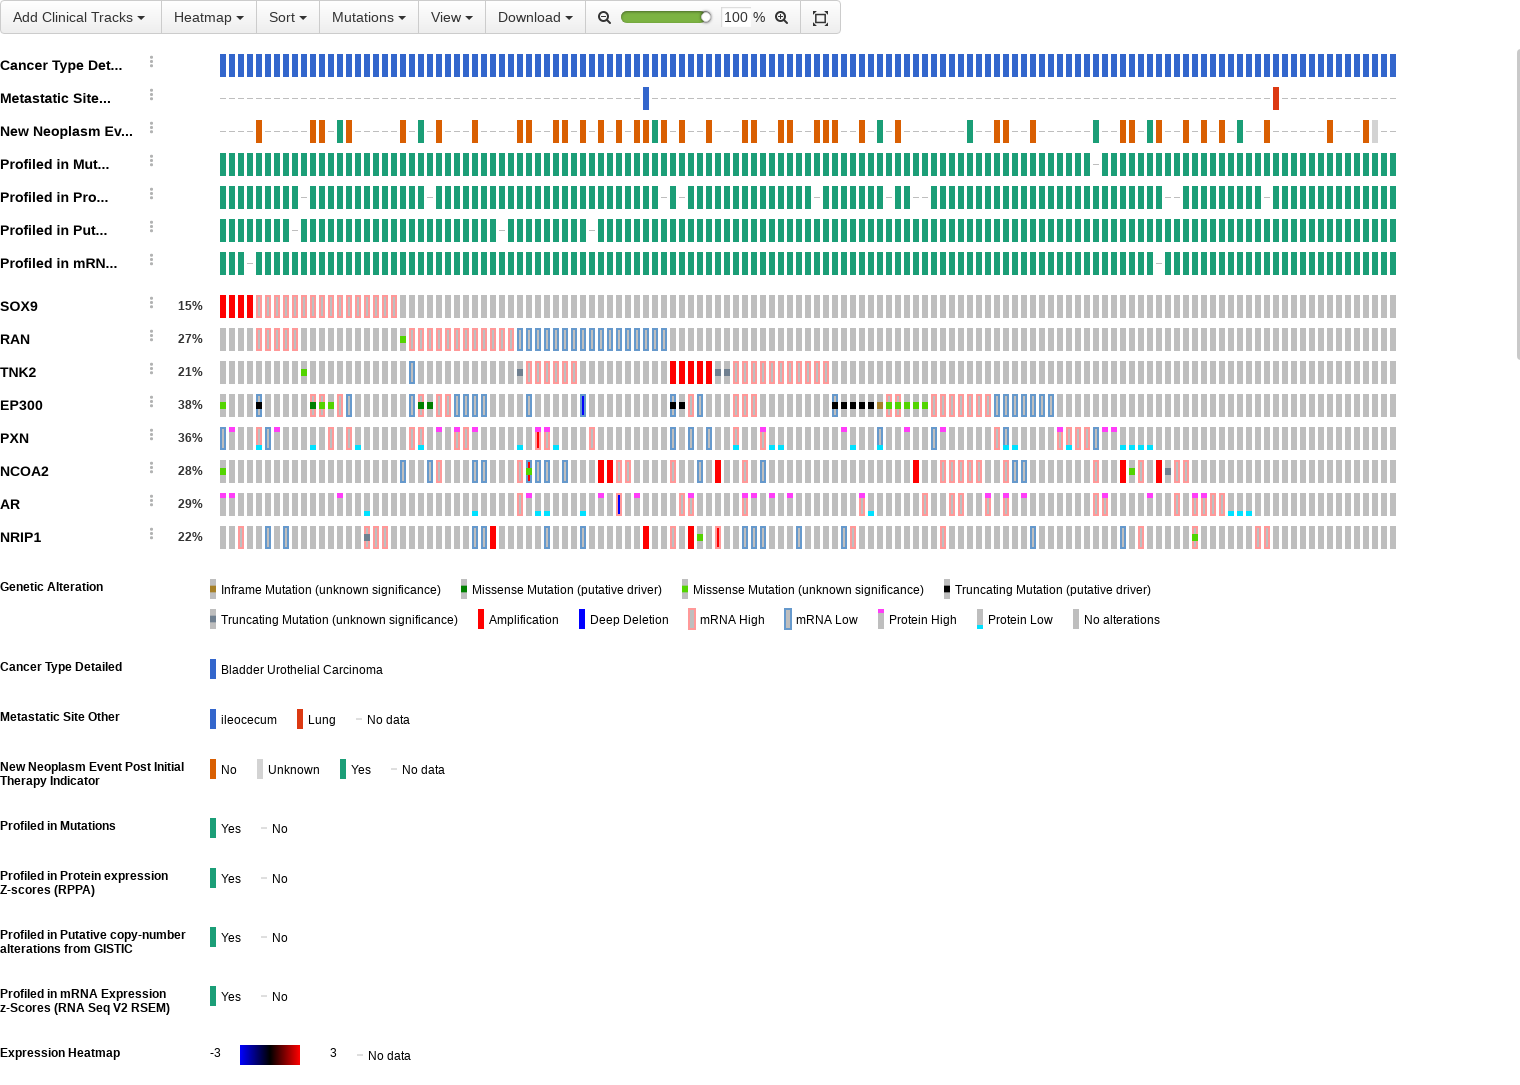 Add Clinical Tracks Heatmap Sort Mutations View Download 100 %
Cancer Type Det...
Metastatic Site...
New Neoplasm Ev...
Profiled in Mut...
Profiled in Pro...
Profiled in Put...
Profiled in mRN...
SOX9 15%
RAN 27%
TNK2 21%
EP300 38%
PXN 36%
NCOA2 28%
AR 29%
NRIP1 22%
Genetic Alteration Inframe Mutation (unknown significance) Missense Mutation (putative driver) Missense Mutation (unknown significance) Truncating Mutation (putative driver)
Truncating Mutation (unknown significance) Amplification Deep Deletion mRNA High mRNA Low Protein High Protein Low No alterations
Cancer Type Detailed Bladder Urothelial Carcinoma
Metastatic Site Other ileocecum Lung No data
New Neoplasm Event Post Initial
Therapy Indicator No Unknown Yes No data
Profiled in Mutations Yes No
Profiled in Protein expression
Z-scores (RPPA) Yes No
Profiled in Putative copy-number
alterations from GISTIC Yes No
Profiled in mRNA Expression
z-Scores (RNA Seq V2 RSEM) Yes No
Expression Heatmap -3 3 No data